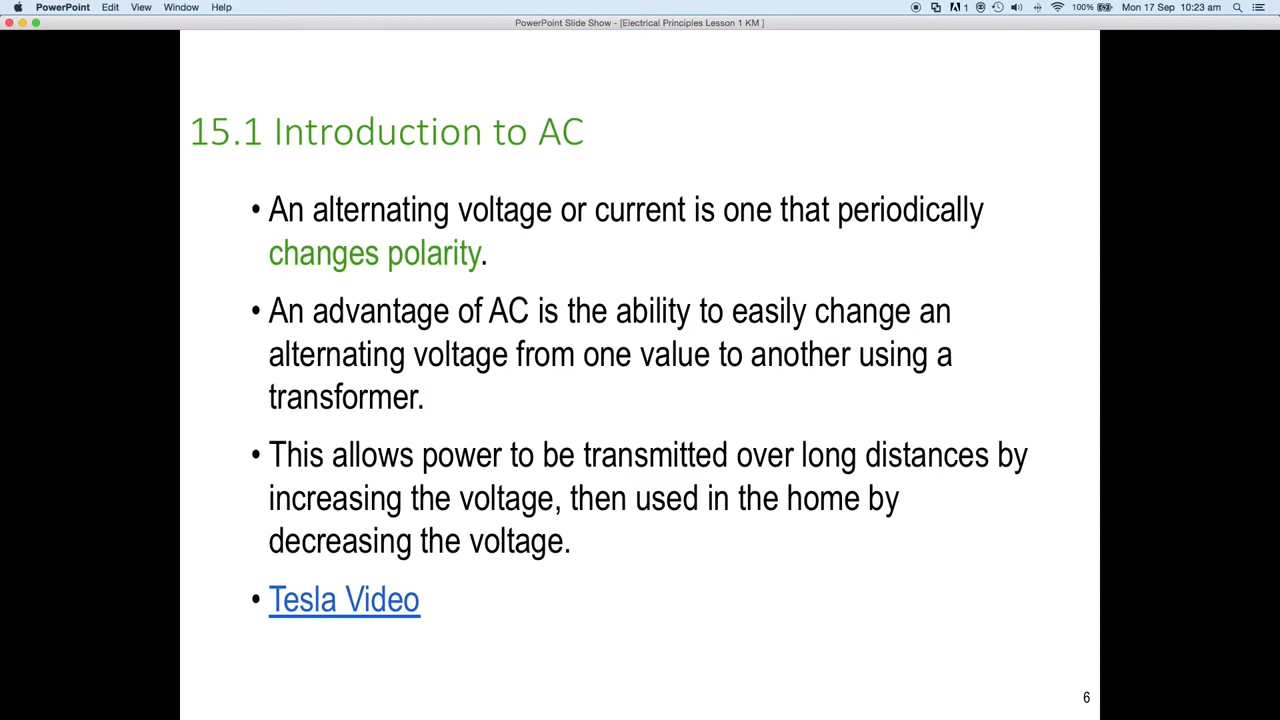 PowerPoint Edit View Window Help
1 100% Mon 17 Sep 10:23 am
PowerPoint Slide Show - [Electrical Principles Lesson 1 KM ]
15.1 Introduction to AC
• An alternating voltage or current is one that periodically
changes polarity.
• An advantage of AC is the ability to easily change an
alternating voltage from one value to another using a
transformer.
• This allows power to be transmitted over long distances by
increasing the voltage, then used in the home by
decreasing the voltage.
• Tesla Video
6